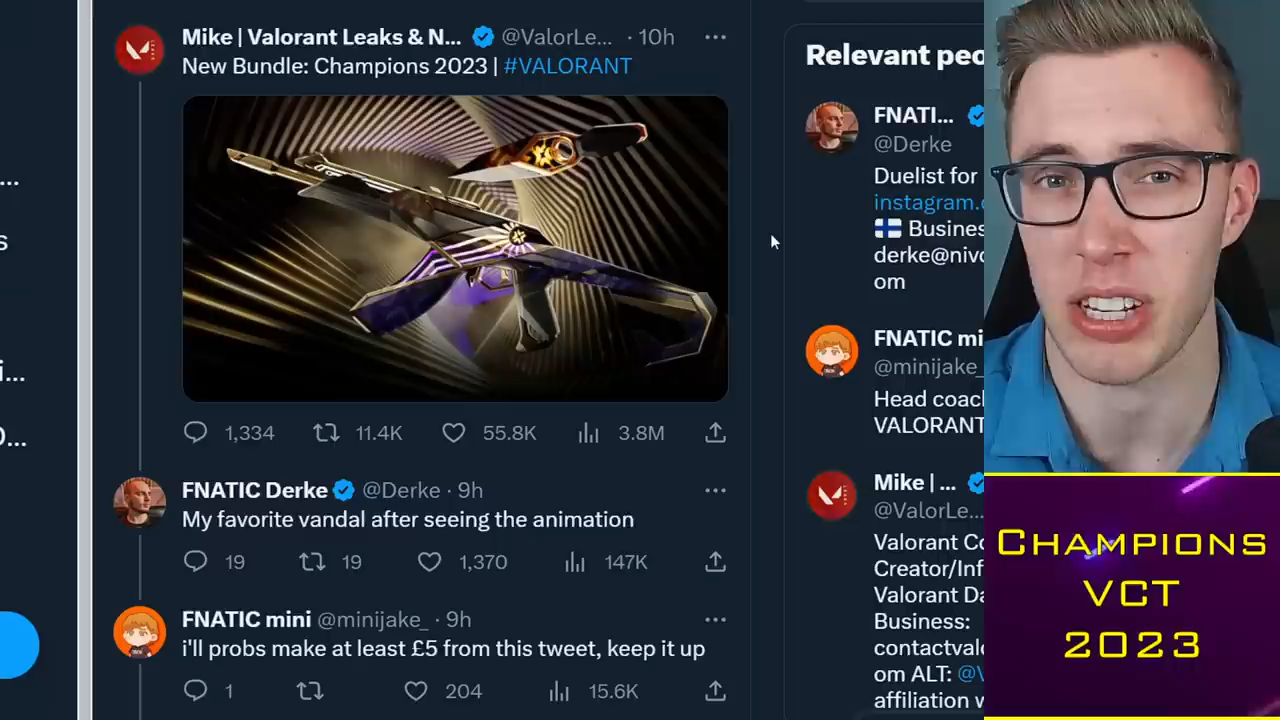 Mike | Valorant Leaks & N... @ValorLe... · 10h
New Bundle: Champions 2023 | #VALORANT
1,334 11.4K 55.8K 3.8M
FNATIC Derke @Derke · 9h
My favorite vandal after seeing the animation
19 19 1,370 147K
FNATIC mini @minijake_ · 9h
i'll probs make at least £5 from this tweet, keep it up
1 204 15.6K
Relevant peo
FNATI...
@Derke
Duelist for
instagram.
Busines
derke@nivo
om
FNATIC mi
@minijake_
Head coac
VALORANT
Mike | ...
@ValorLe...
Valorant Co
Creator/Inf
Valorant Da
Business:
contactvalo
om ALT: @V
affiliation w
CHAMPIONS
VCT
2023